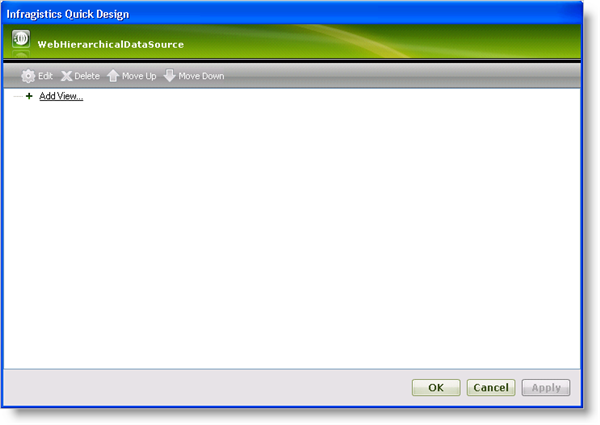 Infragistics Quick Design
WebHierarchicalDataSource
Edit Delete Move Up Move Down
Add View...
OK Cancel Apply